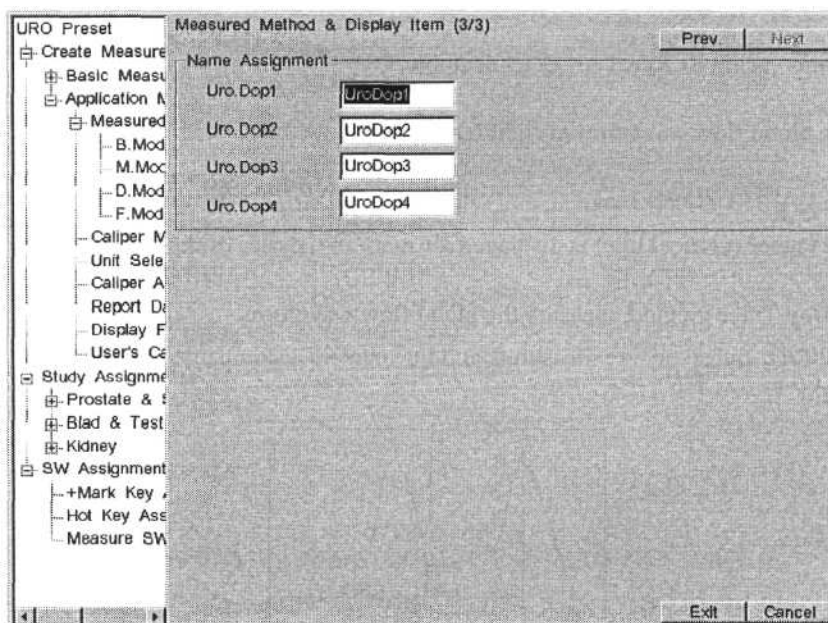 URO Preset
Create Measure
Basic Measu
Application M
Measured
B.Mod
M.Mod
D.Mod
F.Mod
Caliper M
Unit Sele
Caliper A
Report Da
Display F
User's Ca
Study Assignme
Prostate & S
Blad & Test
Kidney
SW Assignment
+Mark Key A
Hot Key Ass
Measure SW
Measured Method & Display Item (3/3)
Prev. Next
Name Assignment
Uro.Dop1 UroDop1
Uro.Dop2 UroDop2
Uro.Dop3 UroDop3
Uro.Dop4 UroDop4
Exit Cancel